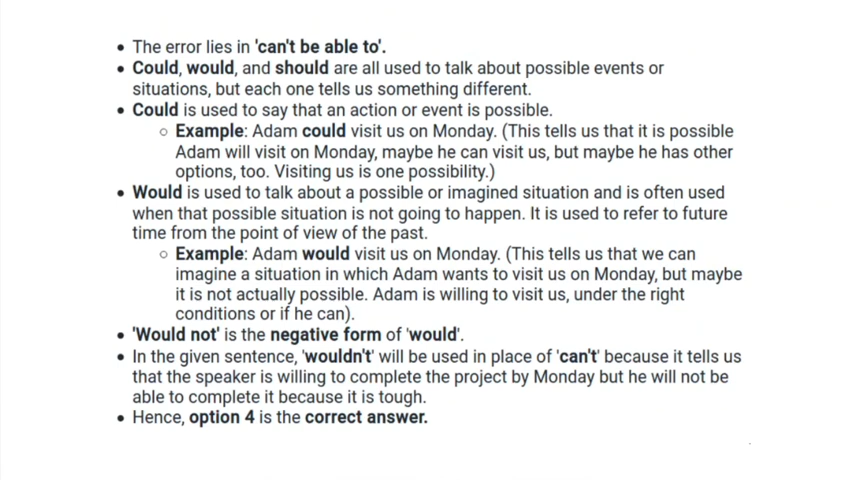 • The error lies in 'can't be able to'.
• Could, would, and should are all used to talk about possible events or
situations, but each one tells us something different.
• Could is used to say that an action or event is possible.
○ Example: Adam could visit us on Monday. (This tells us that it is possible
Adam will visit on Monday, maybe he can visit us, but maybe he has other
options, too. Visiting us is one possibility.)
• Would is used to talk about a possible or imagined situation and is often used
when that possible situation is not going to happen. It is used to refer to future
time from the point of view of the past.
○ Example: Adam would visit us on Monday. (This tells us that we can
imagine a situation in which Adam wants to visit us on Monday, but maybe
it is not actually possible. Adam is willing to visit us, under the right
conditions or if he can).
• 'Would not' is the negative form of 'would'.
• In the given sentence, 'wouldn't' will be used in place of 'can't' because it tells us
that the speaker is willing to complete the project by Monday but he will not be
able to complete it because it is tough.
• Hence, option 4 is the correct answer.